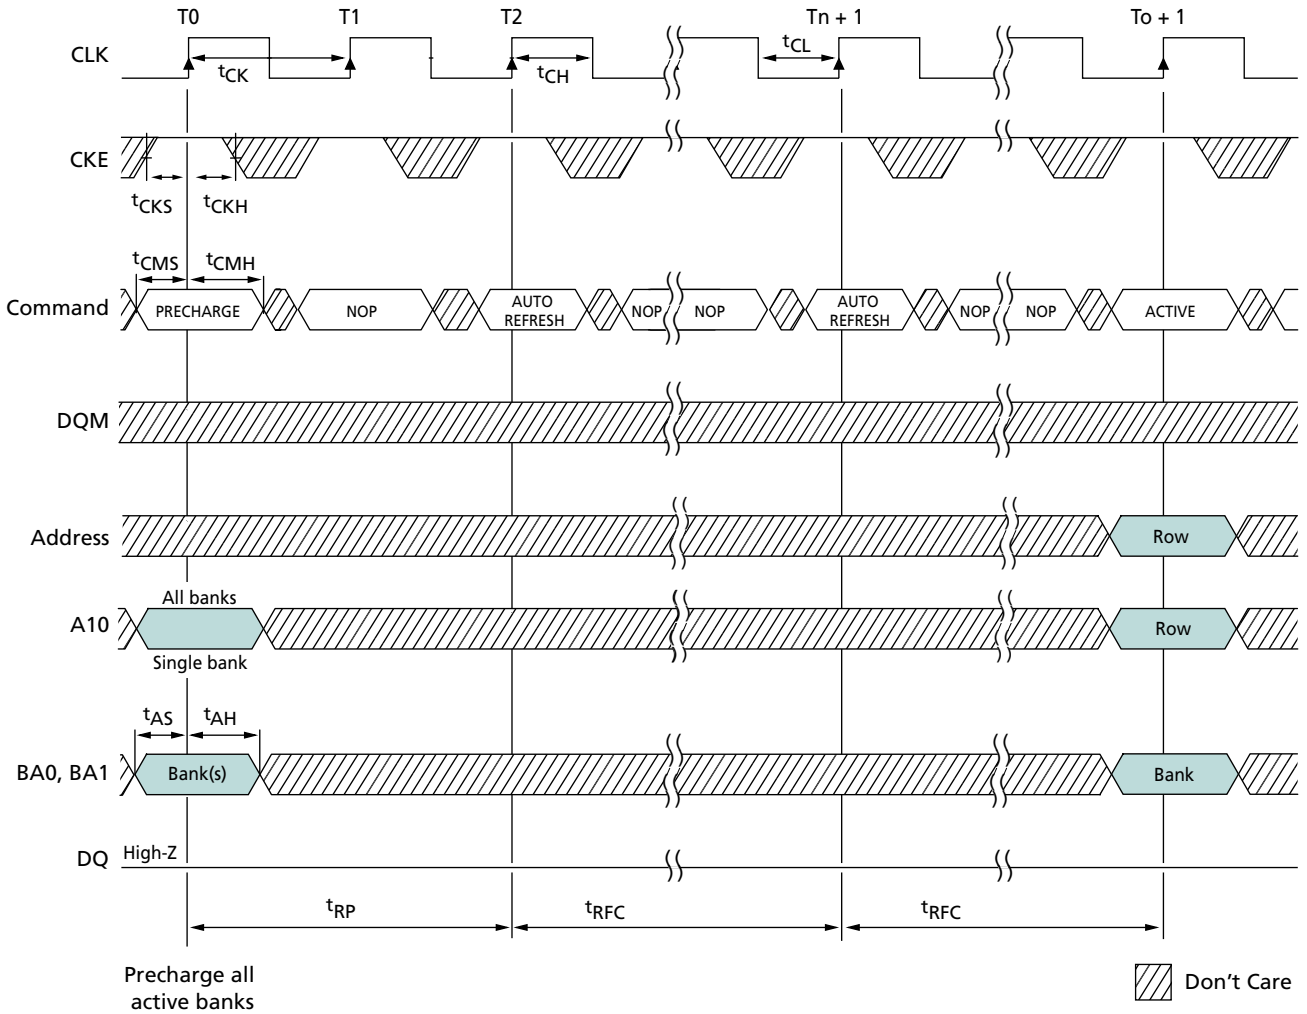 T0 T1 T2 Tn + 1 To + 1
CLK
tCK tCH tCL
CKE
tCKS tCKH
tCMS tCMH
Command PRECHARGE NOP AUTO REFRESH NOP NOP AUTO REFRESH NOP NOP ACTIVE
DQM
Address Row
All banks
A10 Row
Single bank
tAS tAH
BA0, BA1 Bank(s) Bank
DQ High-Z
tRP tRFC tRFC
Precharge all
active banks
Don't Care